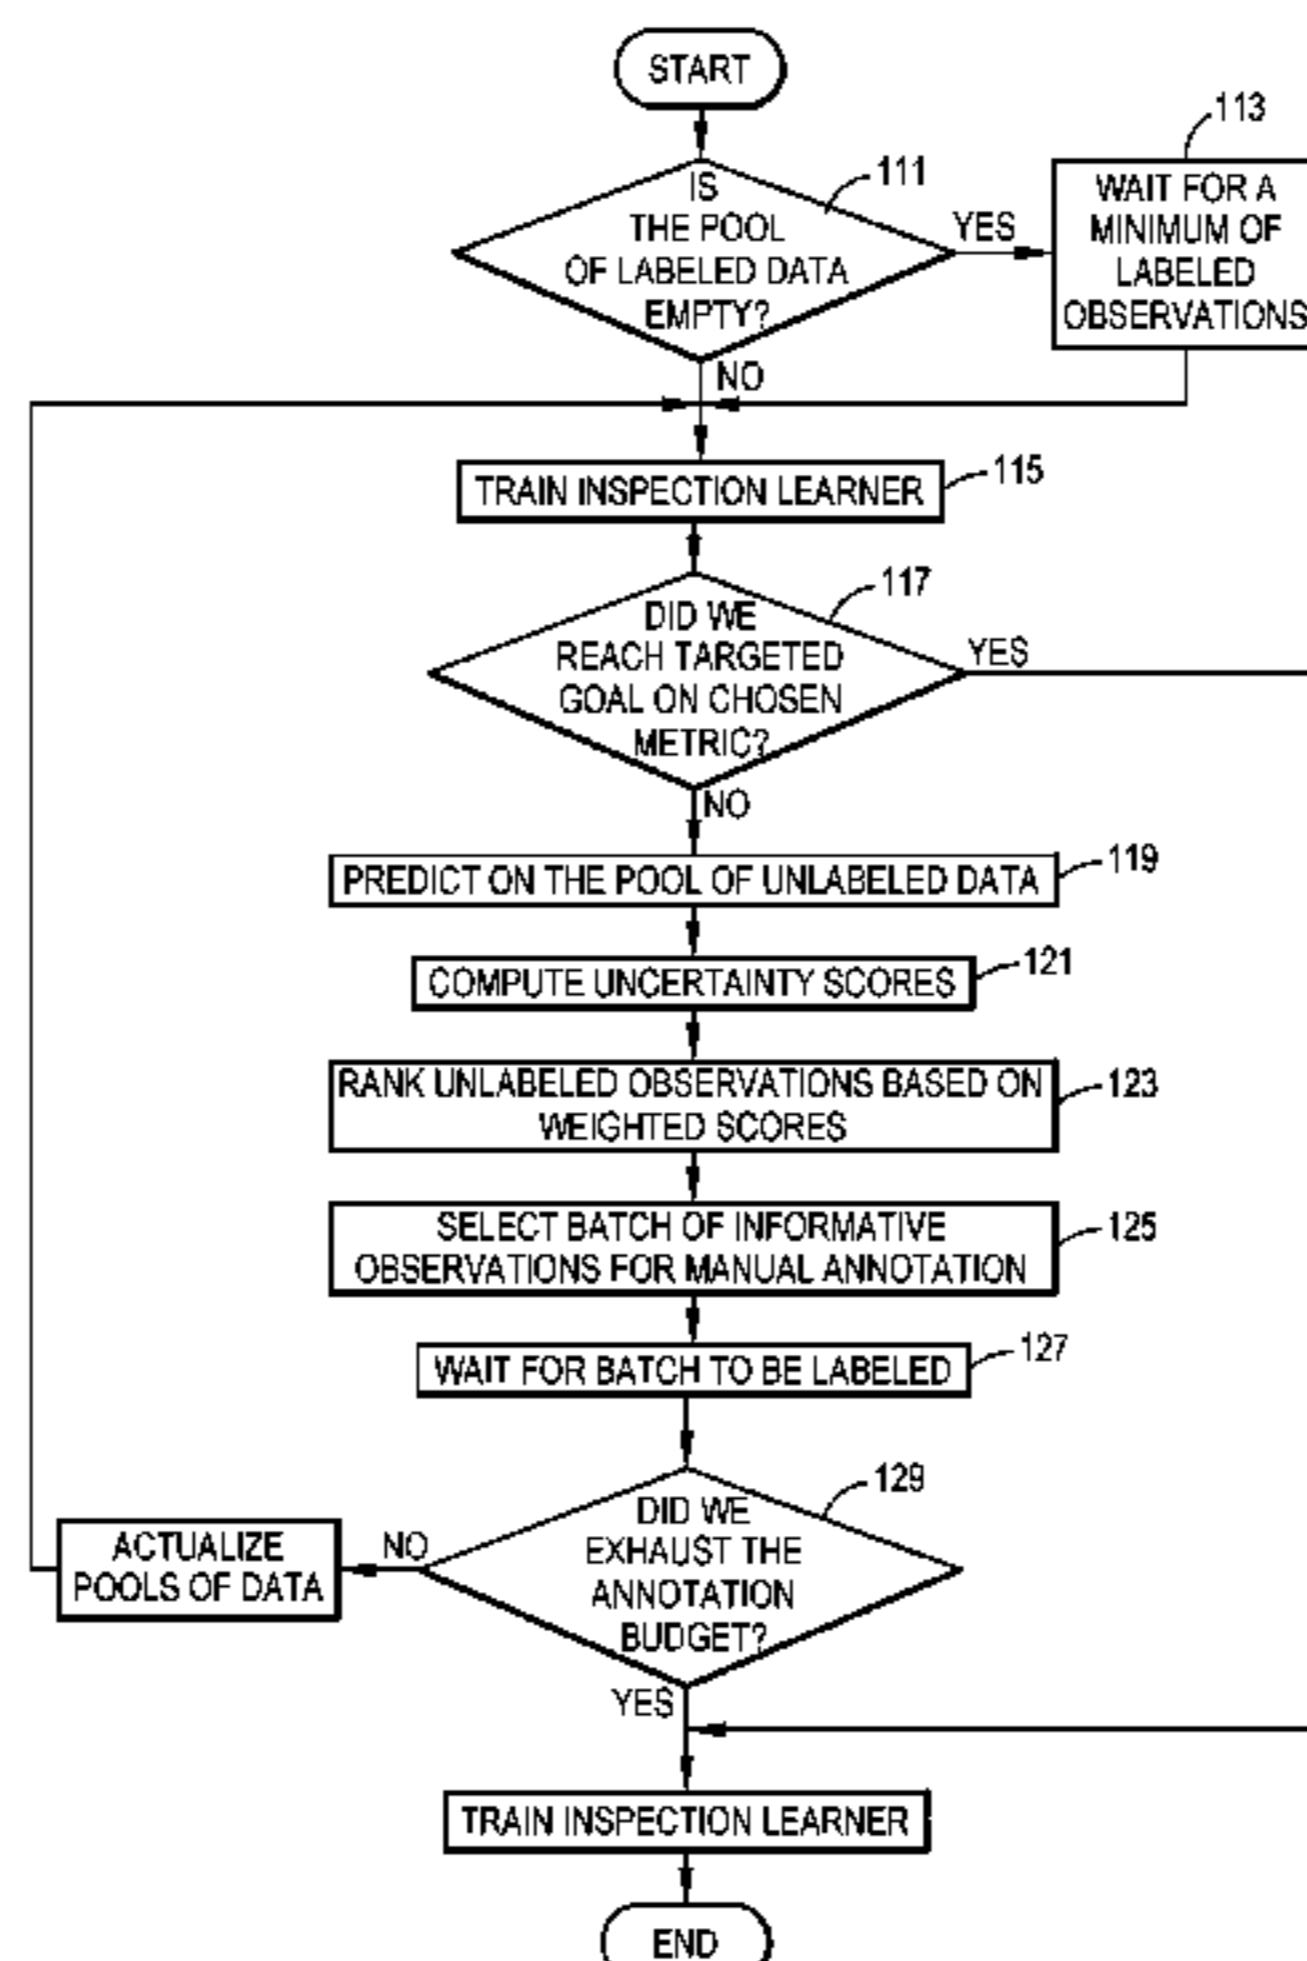 START
111
IS
THE POOL
OF LABELED DATA
EMPTY?
YES
113
WAIT FOR A
MINIMUM OF
LABELED
OBSERVATIONS
NO
TRAIN INSPECTION LEARNER
115
117
DID WE
REACH TARGETED
GOAL ON CHOSEN
METRIC?
YES
NO
PREDICT ON THE POOL OF UNLABELED DATA
119
COMPUTE UNCERTAINTY SCORES
121
RANK UNLABELED OBSERVATIONS BASED ON
WEIGHTED SCORES
123
SELECT BATCH OF INFORMATIVE
OBSERVATIONS FOR MANUAL ANNOTATION
125
WAIT FOR BATCH TO BE LABELED
127
129
DID WE
EXHAUST THE
ANNOTATION
BUDGET?
NO
ACTUALIZE
POOLS OF DATA
YES
TRAIN INSPECTION LEARNER
END